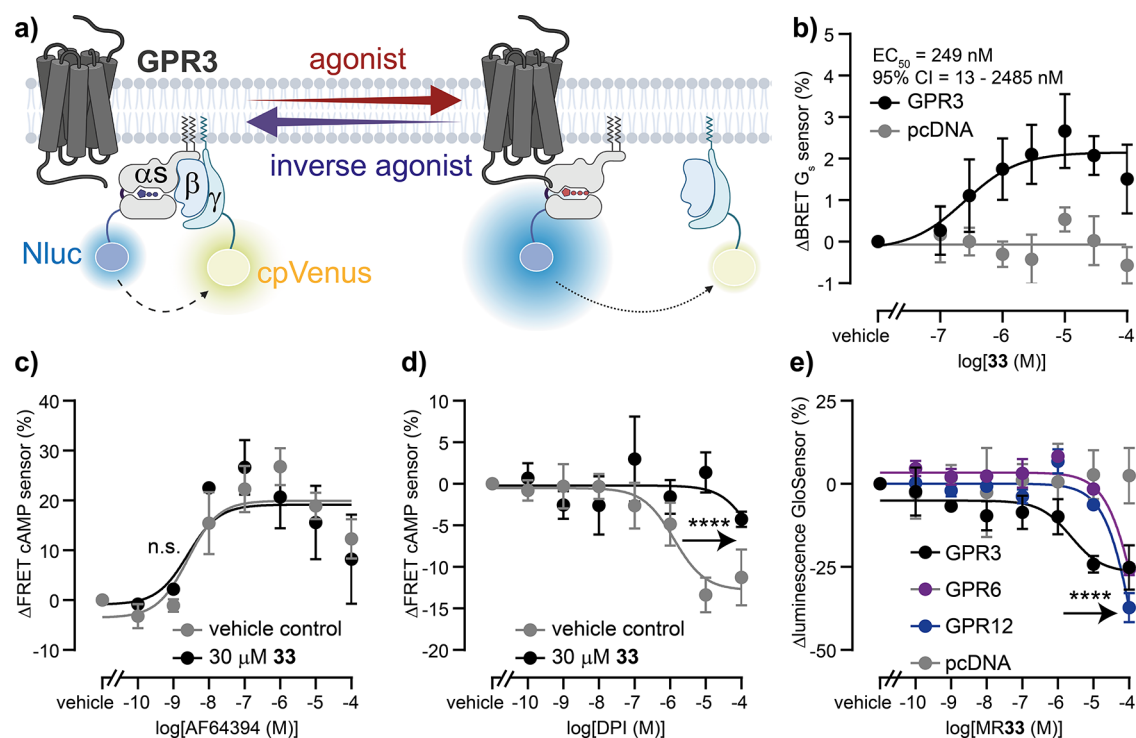 a)
GPR3
agonist
inverse agonist
αs
β
γ
Nluc
cpVenus
b)
EC50 = 249 nM
95% CI = 13 - 2485 nM
GPR3
pcDNA
ΔBRET Gs sensor (%)
5
4
3
2
1
0
-1
vehicle
-7
-6
-5
-4
log[33 (M)]
c)
ΔFRET cAMP sensor (%)
40
30
20
10
0
-10
n.s.
vehicle control
30 μM 33
vehicle
-10
-9
-8
-7
-6
-5
-4
log[AF64394 (M)]
d)
ΔFRET cAMP sensor (%)
10
5
0
-5
-10
-15
-20
****
vehicle control
30 μM 33
vehicle
-10
-9
-8
-7
-6
-5
-4
log[DPI (M)]
e)
Δluminescence GloSensor (%)
25
0
-25
-50
GPR3
GPR6
GPR12
pcDNA
****
vehicle
-10
-9
-8
-7
-6
-5
-4
log[MR33 (M)]